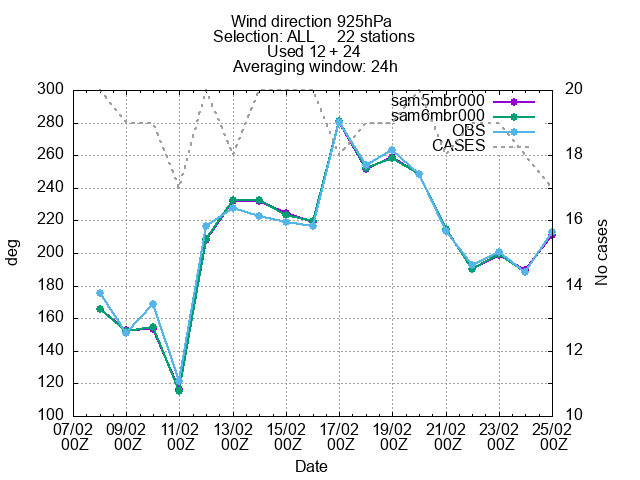 Wind direction 925hPa
Selection: ALL 22 stations
Used 12 + 24
Averaging window: 24h
300
280
260
240
220
200
180
160
140
120
100
deg
20
18
16
14
12
10
No cases
sam5mbr000
sam6mbr000
OBS
CASES
07/02 09/02 11/02 13/02 15/02 17/02 19/02 21/02 23/02 25/02
00Z 00Z 00Z 00Z 00Z 00Z 00Z 00Z 00Z 00Z
Date